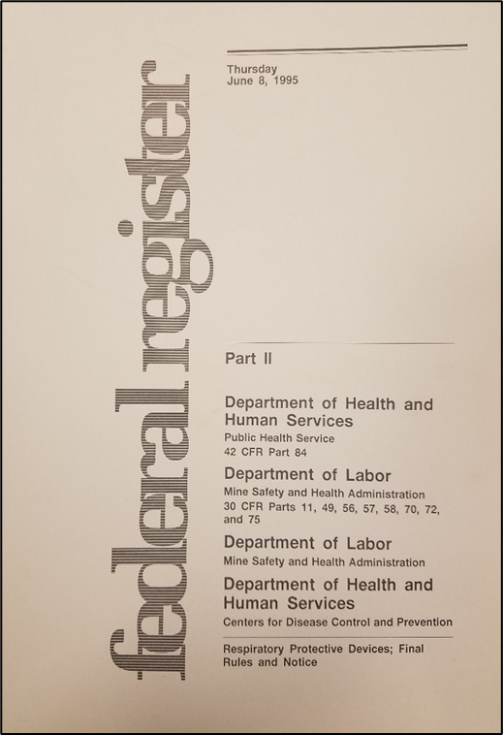 federal register
Thursday
June 8, 1995
Part II
Department of Health and
Human Services
Public Health Service
42 CFR Part 84
Department of Labor
Mine Safety and Health Administration
30 CFR Parts 11, 49, 56, 57, 58, 70, 72,
and 75
Department of Labor
Mine Safety and Health Administration
Department of Health and
Human Services
Centers for Disease Control and Prevention
Respiratory Protective Devices; Final
Rules and Notice